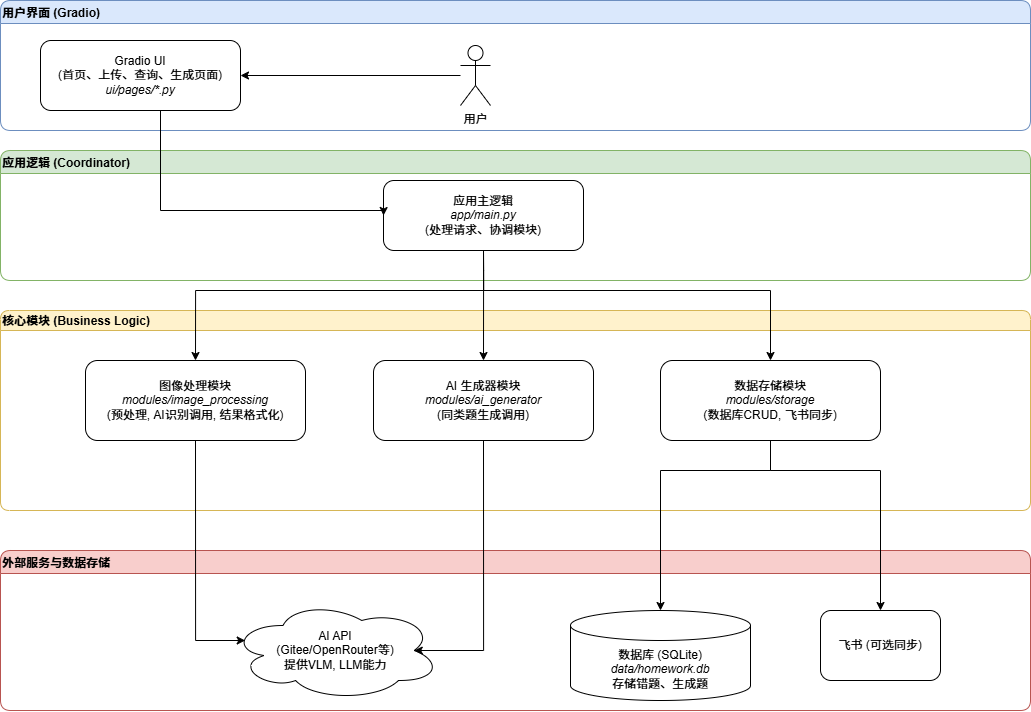 用户界面 (Gradio)
Gradio UI
(首页、上传、查询、生成页面)
ui/pages/*.py
用户
应用逻辑 (Coordinator)
应用主逻辑
app/main.py
(处理请求、协调模块)
核心模块 (Business Logic)
图像处理模块
modules/image_processing
(预处理, AI识别调用, 结果格式化)
AI 生成器模块
modules/ai_generator
(同类题生成调用)
数据存储模块
modules/storage
(数据库CRUD, 飞书同步)
外部服务与数据存储
AI API
(Gitee/OpenRouter等)
提供VLM, LLM能力
数据库 (SQLite)
data/homework.db
存储错题、生成题
飞书 (可选同步)